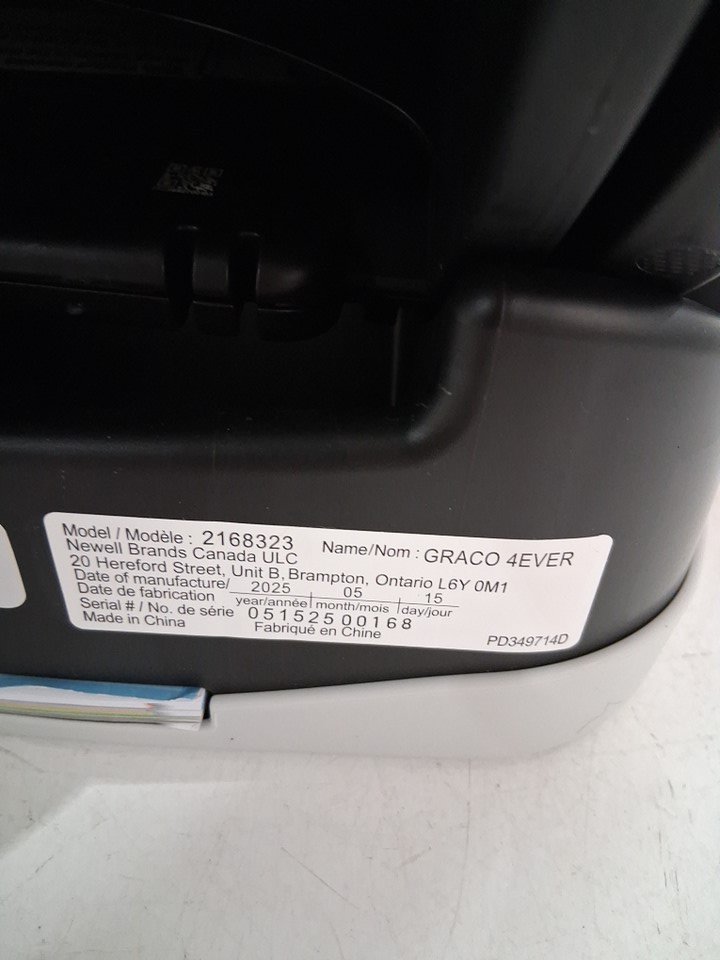 Model / Modèle : 2168323 Name/Nom : GRACO 4EVER
Newell Brands Canada ULC
20 Hereford Street, Unit B, Brampton, Ontario L6Y 0M1
Date of manufacture/ 2025 05 15
Date de fabrication year/année month/mois day/jour
Serial # / No. de série 05152500168
Made in China Fabriqué en Chine PD349714D